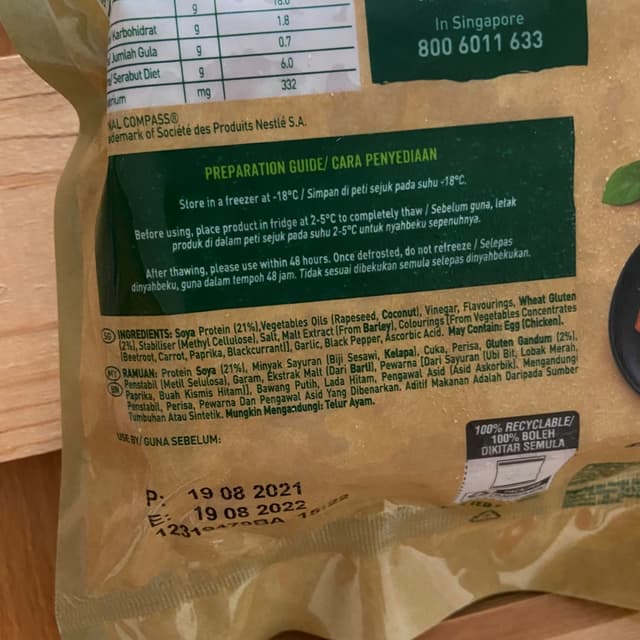 g
Karbohidrat g 1.8
Jumlah Gula g 0.7
Serabut Diet g 6.0
mg 332
In Singapore
800 6011 633
NAL COMPASS®
ademark of Société des Produits Nestlé S.A.
PREPARATION GUIDE/ CARA PENYEDIAAN
Store in a freezer at -18°C / Simpan di peti sejuk pada suhu -18°C.
Before using, place product in fridge at 2-5°C to completely thaw / Sebelum guna, letak
produk di dalam peti sejuk pada suhu 2-5°C untuk nyahbeku sepenuhnya.
After thawing, please use within 48 hours. Once defrosted, do not refreeze / Selepas
dinyahbeku, guna dalam tempoh 48 jam. Tidak sesuai dibekukan semula selepas dinyahbekukan.
SG INGREDIENTS: Soya Protein (21%),Vegetables Oils (Rapeseed, Coconut), Vinegar, Flavourings, Wheat Gluten
(2%), Stabiliser (Methyl Cellulose), Salt, Malt Extract (From Barley), Colourings [From Vegetables Concentrates
(Beetroot, Carrot, Paprika, Blackcurrant)], Garlic, Black Pepper, Ascorbic Acid. May Contain: Egg (Chicken).
MY RAMUAN: Protein Soya (21%), Minyak Sayuran (Biji Sesawi, Kelapa), Cuka, Perisa, Gluten Gandum (2%),
Penstabil (Metil Selulosa), Garam, Ekstrak Malt (Dari Barli), Pewarna [Dari Sayuran (Ubi Bit, Lobak Merah,
Paprika, Buah Kismis Hitam)], Bawang Putih, Lada Hitam, Pengawal Asid (Asid Askorbik). Mengandungi
Penstabil, Perisa, Pewarna Dan Pengawal Asid Yang Dibenarkan. Aditif Makanan Adalah Daripada Sumber
Tumbuhan Atau Sintetik. Mungkin Mengandungi: Telur Ayam.
USE BY/ GUNA SEBELUM:
100% RECYCLABLE/
100% BOLEH
DIKITAR SEMULA
P: 19 08 2021
E: 19 08 2022